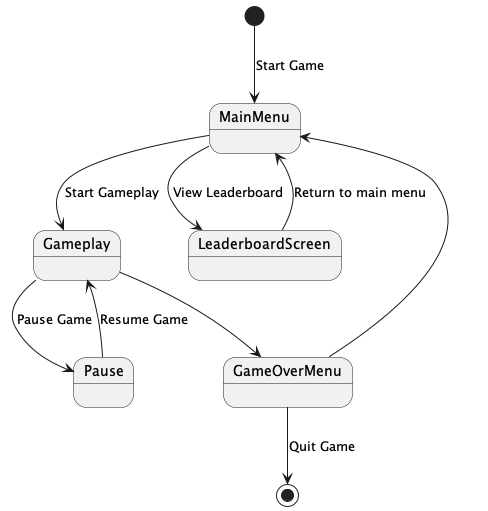 Start Game
MainMenu
Start Gameplay
View Leaderboard
Return to main menu
Gameplay
LeaderboardScreen
Pause Game
Resume Game
Pause
GameOverMenu
Quit Game